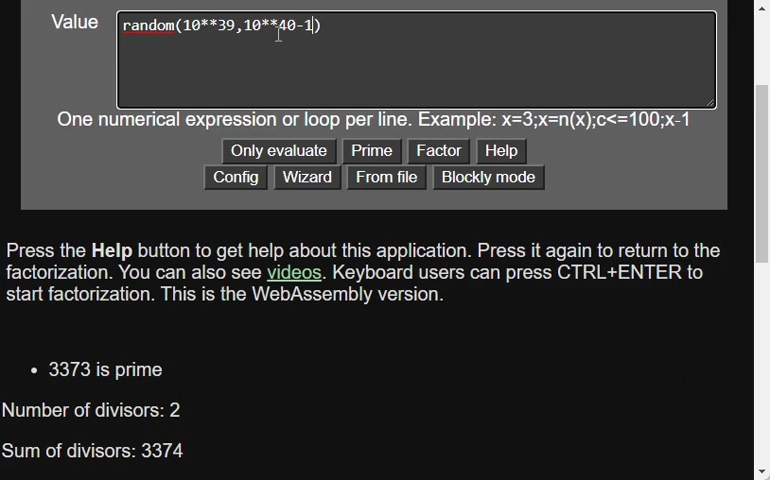 Value
random(10**39,10**40-1)
One numerical expression or loop per line. Example: x=3;x=n(x);c<=100;x-1
Only evaluate Prime Factor Help
Config Wizard From file Blockly mode
Press the Help button to get help about this application. Press it again to return to the
factorization. You can also see videos. Keyboard users can press CTRL+ENTER to
start factorization. This is the WebAssembly version.
• 3373 is prime
Number of divisors: 2
Sum of divisors: 3374